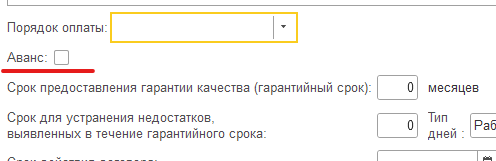 Порядок оплаты:
Аванс:
Срок предоставления гарантии качества (гарантийный срок): 0 месяцев
Срок для устранения недостатков, выявленных в течение гарантийного срока: 0 Тип дней : Раб